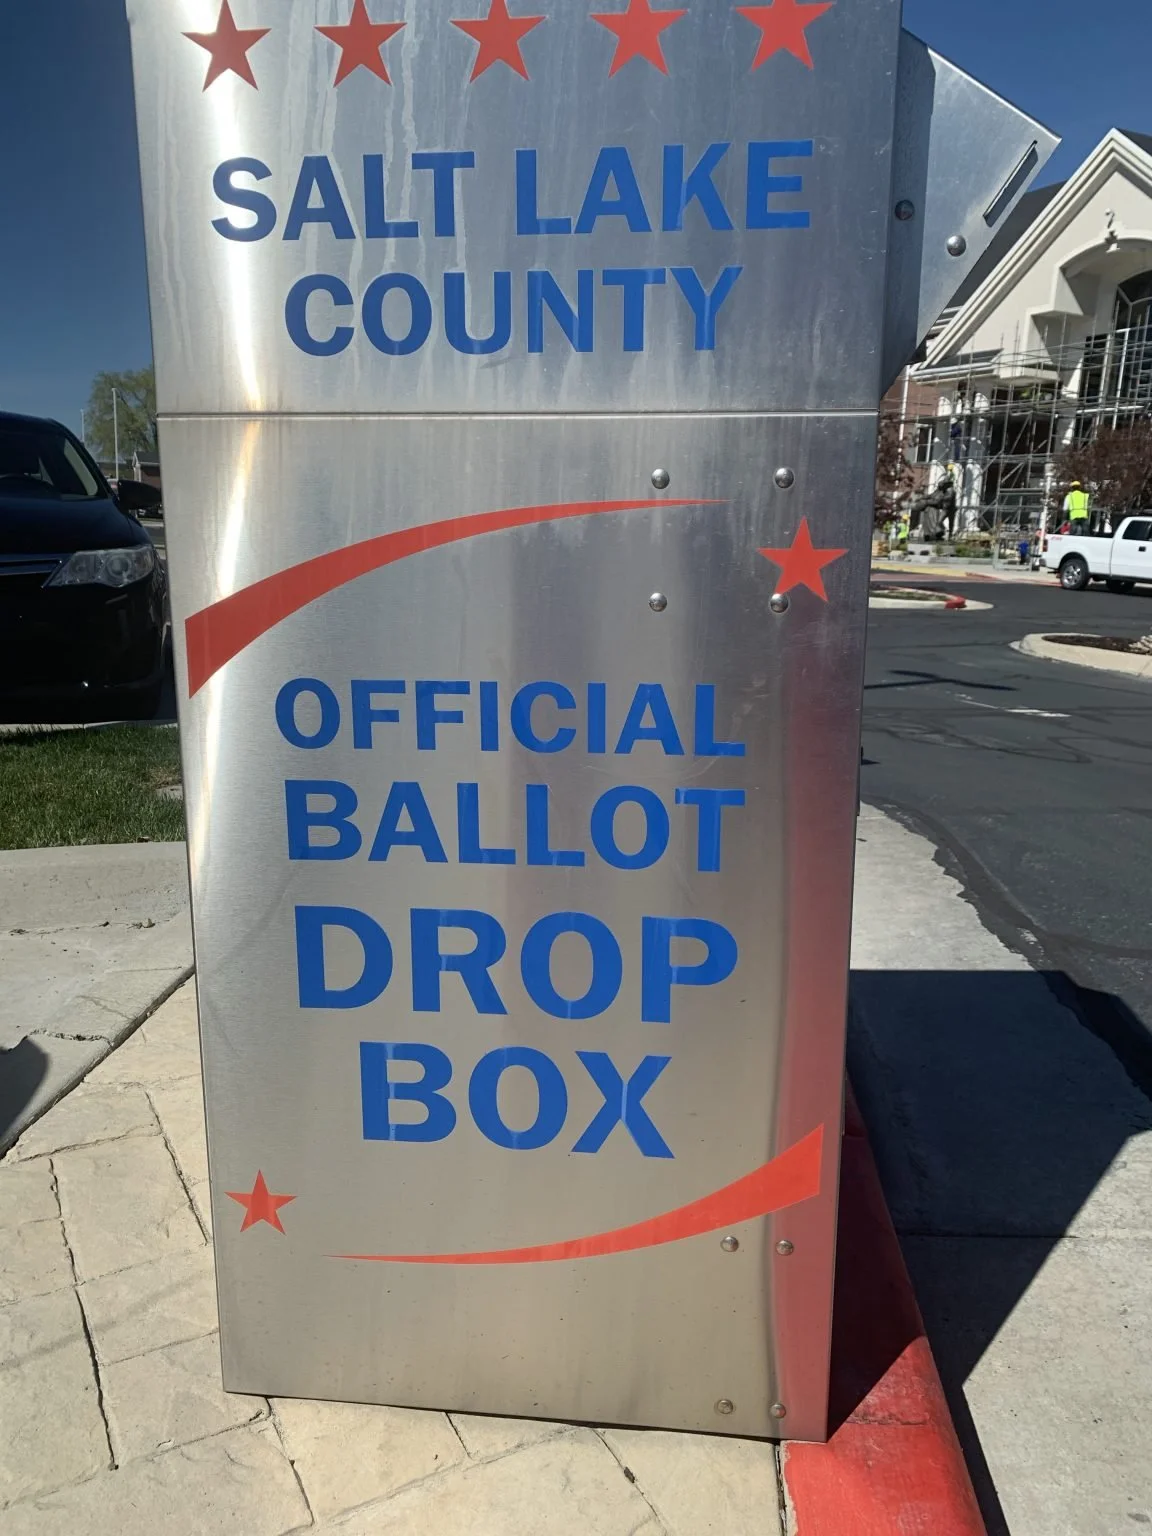 SALT LAKE
COUNTY
OFFICIAL
BALLOT
DROP
BOX